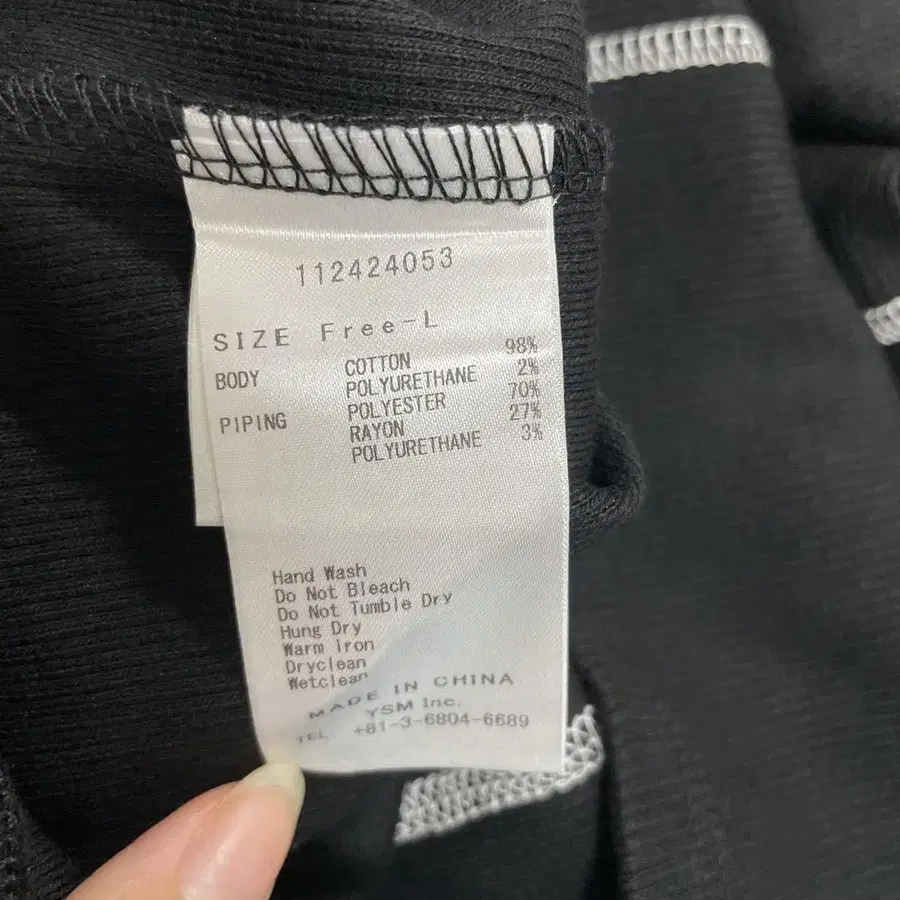 112424053
SIZE Free-L
BODY COTTON 98%
POLYURETHANE 2%
PIPING POLYESTER 70%
RAYON 27%
POLYURETHANE 3%
Hand Wash
Do Not Bleach
Do Not Tumble Dry
Hung Dry
Warm Iron
Dryclean
Wetclean
MADE IN CHINA
YSM Inc.
TEL +81-3-6804-6689